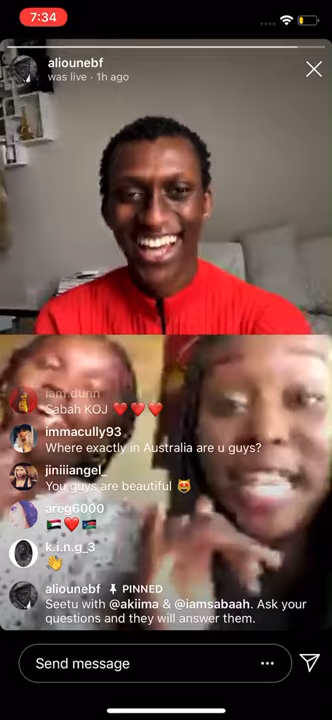 7:34
aliounebf
was live · 1h ago
iam.dunn
Sabah KOJ ❤️❤️❤️
immacully93
Where exactly in Australia are u guys?
jiniiiangel_
You guys are beautiful 😻
areg6000
🇸🇩❤️🇸🇸
k.i.n.g_3
👋
aliounebf 📌 PINNED
Seetu with @akiima & @iamsabaah. Ask your
questions and they will answer them.
Send message